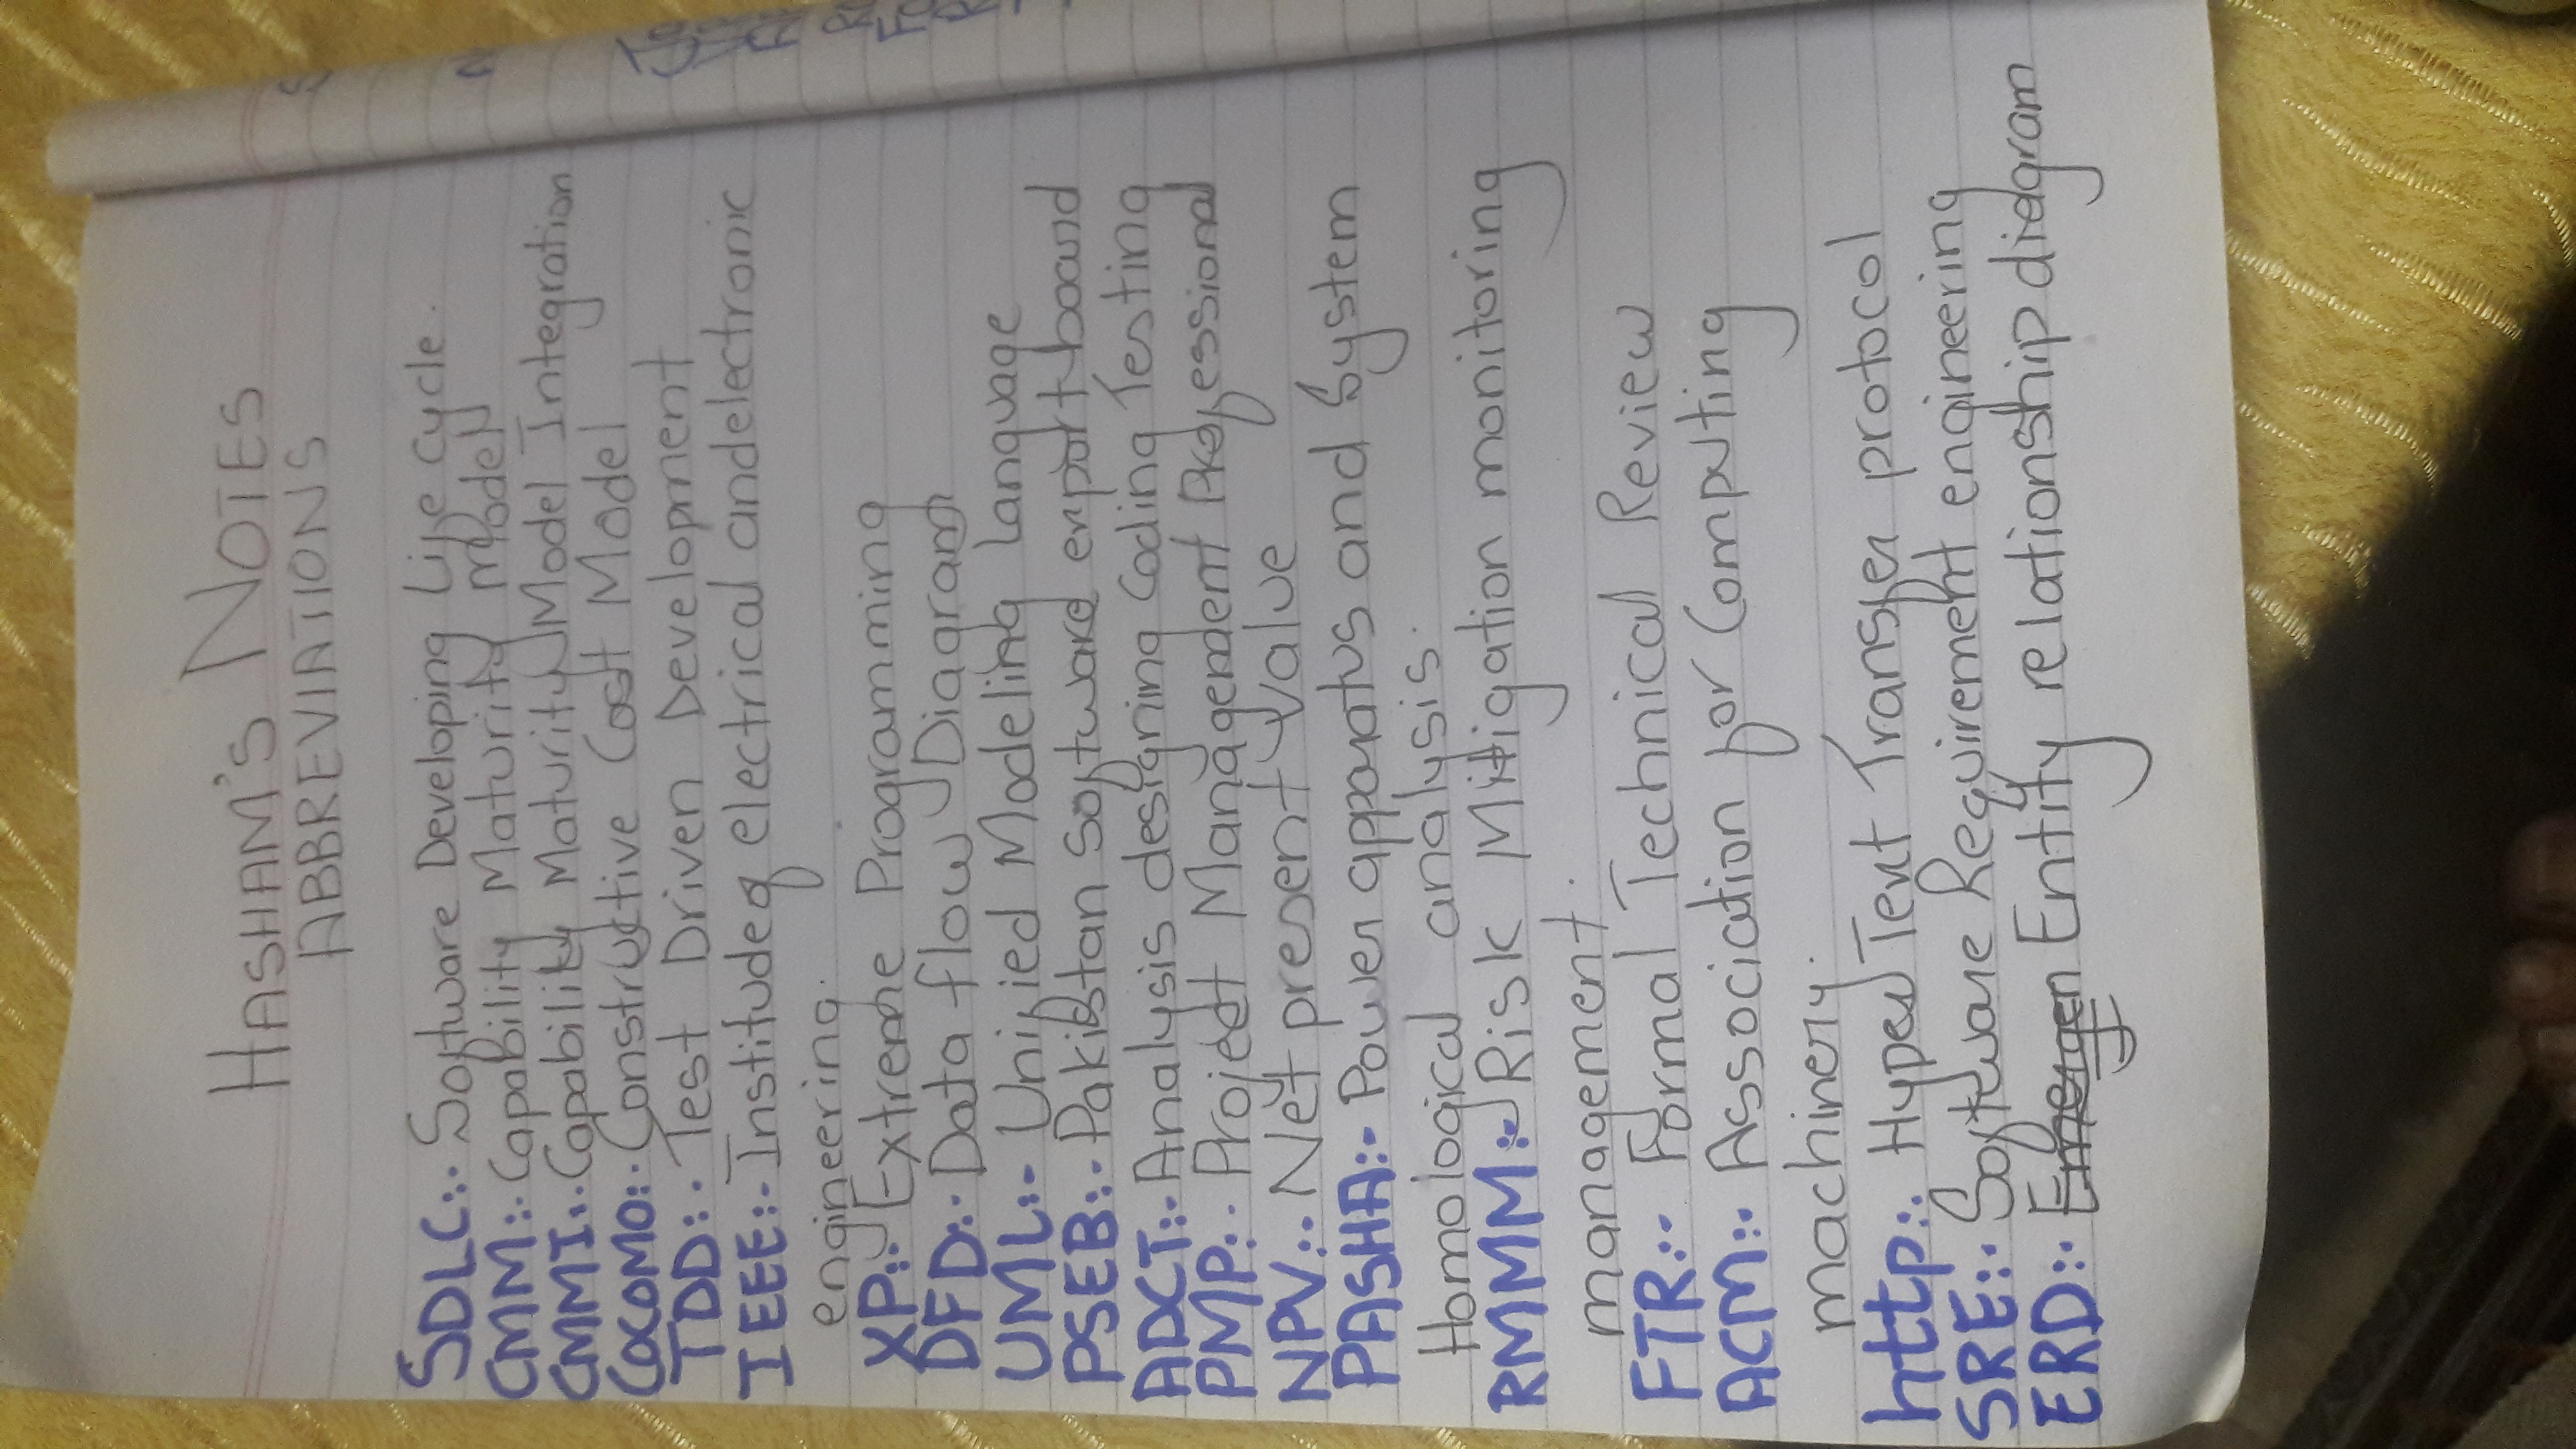 HASHAM'S NOTES
ABBREVIATIONS
SDLC:- Software Developing Life cycle.
CMM:- Capability Maturity Model
CMMI:- Capability Maturity Model Integration
COCOMO:- Constructive Cost Model
TDD:- Test Driven Development
IEEE:- Institude of electrical and electronic
engineering.
XP:- Extreme Programming
DFD:- Data flow Diagram
UML:- Unified Modeling language
PSEB:- Pakistan software export board
ADCT:- Analysis designing Coding Testing
PMP:- Project Management Professional
NPV:- Net present value
PASHA:- Power apparatus and System
Homological analysis.
RMMM:- Risk Mitigation monitoring
management.
FTR:- Formal Technical Review
ACM:- Association for Computing
machinery.
http:- Hyper Text Transfer protocol
SRE:- Software Requirement engineering
ERD:- Emergen Entity relationship diagram